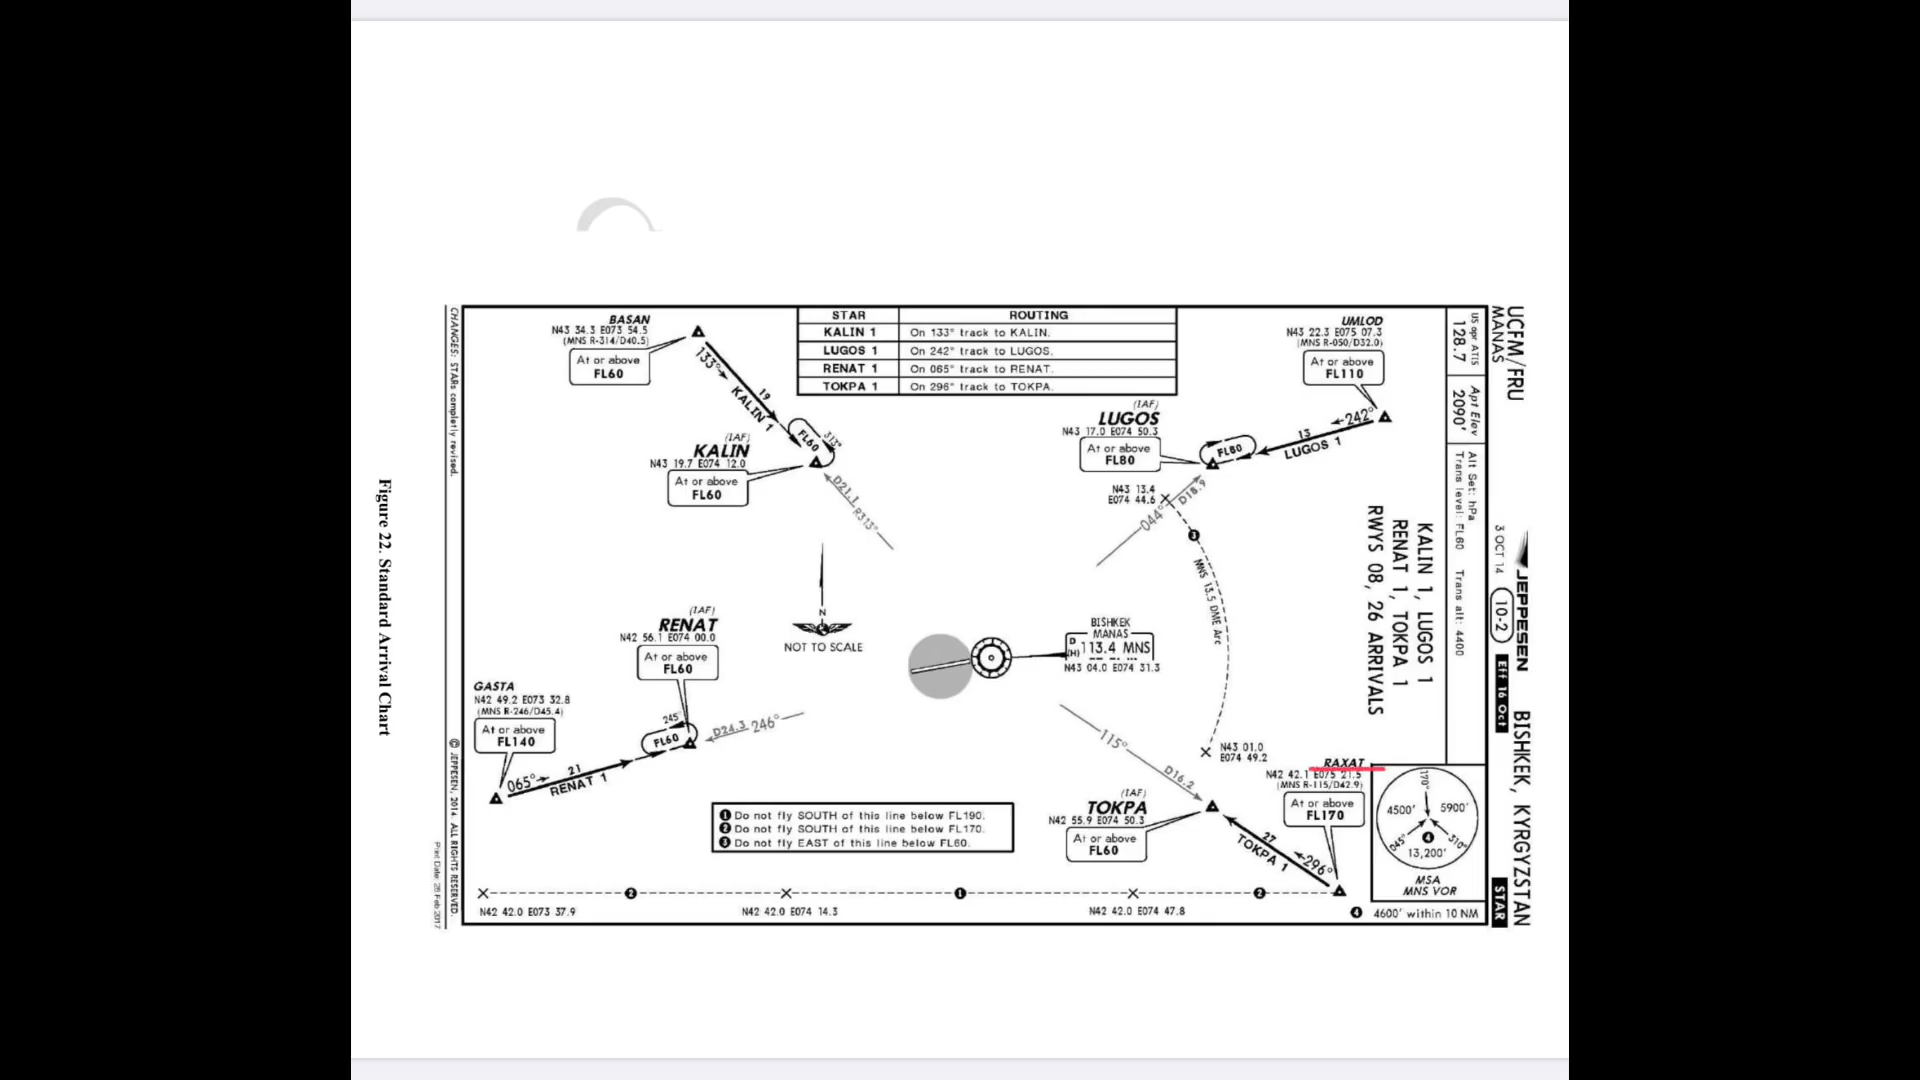 UCFM/FRU
MANAS
JEPPESEN
3 OCT 14
10-2
Eff 16 Oct
BISHKEK, KYRGYZSTAN
STAR
US opr ATIS
128.7
Apt Elev
2090'
Alt Set: hPa
Trans level: FL60 Trans alt: 4400
KALIN 1, LUGOS 1
RENAT 1, TOKPA 1
RWYS 08, 26 ARRIVALS
STAR ROUTING
KALIN 1 On 133° track to KALIN.
LUGOS 1 On 242° track to LUGOS.
RENAT 1 On 065° track to RENAT.
TOKPA 1 On 296° track to TOKPA.
BASAN
N43 34.3 E073 54.5
(MNS R-314/D40.5)
At or above
FL60
133°
19
KALIN 1
FL60
313°
(IAF)
KALIN
N43 19.7 E074 12.0
At or above
FL60
D21.1
R313°
UMLOD
N43 22.3 E075 07.3
(MNS R-050/D32.0)
At or above
FL110
242°
13
LUGOS 1
FL80
(IAF)
LUGOS
N43 17.0 E074 50.3
At or above
FL80
N43 13.4
E074 44.6
D18.9
044°
3
MNS 13.5 DME Arc
N
NOT TO SCALE
BISHKEK
MANAS
D
(H) 113.4 MNS
N43 04.0 E074 31.3
(IAF)
RENAT
N42 56.1 E074 00.0
At or above
FL60
245°
FL60
D24.3 246°
GASTA
N42 49.2 E073 32.8
(MNS R-246/D45.4)
At or above
FL140
065°
21
RENAT 1
115°
D16.2
N43 01.0
E074 49.2
RAXAT
N42 42.1 E075 21.5
(MNS R-115/D42.9)
At or above
FL170
(IAF)
TOKPA
N42 55.9 E074 50.3
At or above
FL60
27
TOKPA 1
296°
1 Do not fly SOUTH of this line below FL190.
2 Do not fly SOUTH of this line below FL170.
3 Do not fly EAST of this line below FL60.
2
1
2
N42 42.0 E073 37.9
N42 42.0 E074 14.3
N42 42.0 E074 47.8
170°
4500'
5900'
045°
4
310°
13,200'
MSA
MNS VOR
4 4600' within 10 NM
CHANGES: STARs completly revised.
© JEPPESEN, 2014. ALL RIGHTS RESERVED.
Print Date: 28 Feb 2017
Figure 22. Standard Arrival Chart